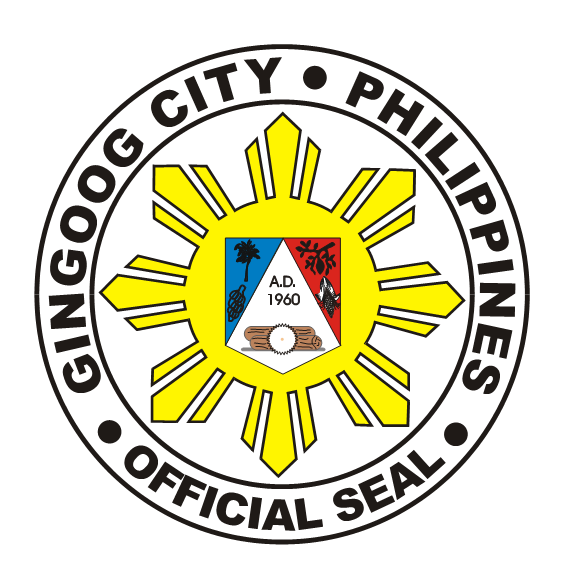 GINGOOG CITY • PHILIPPINES
• OFFICIAL SEAL •
A.D.
1960